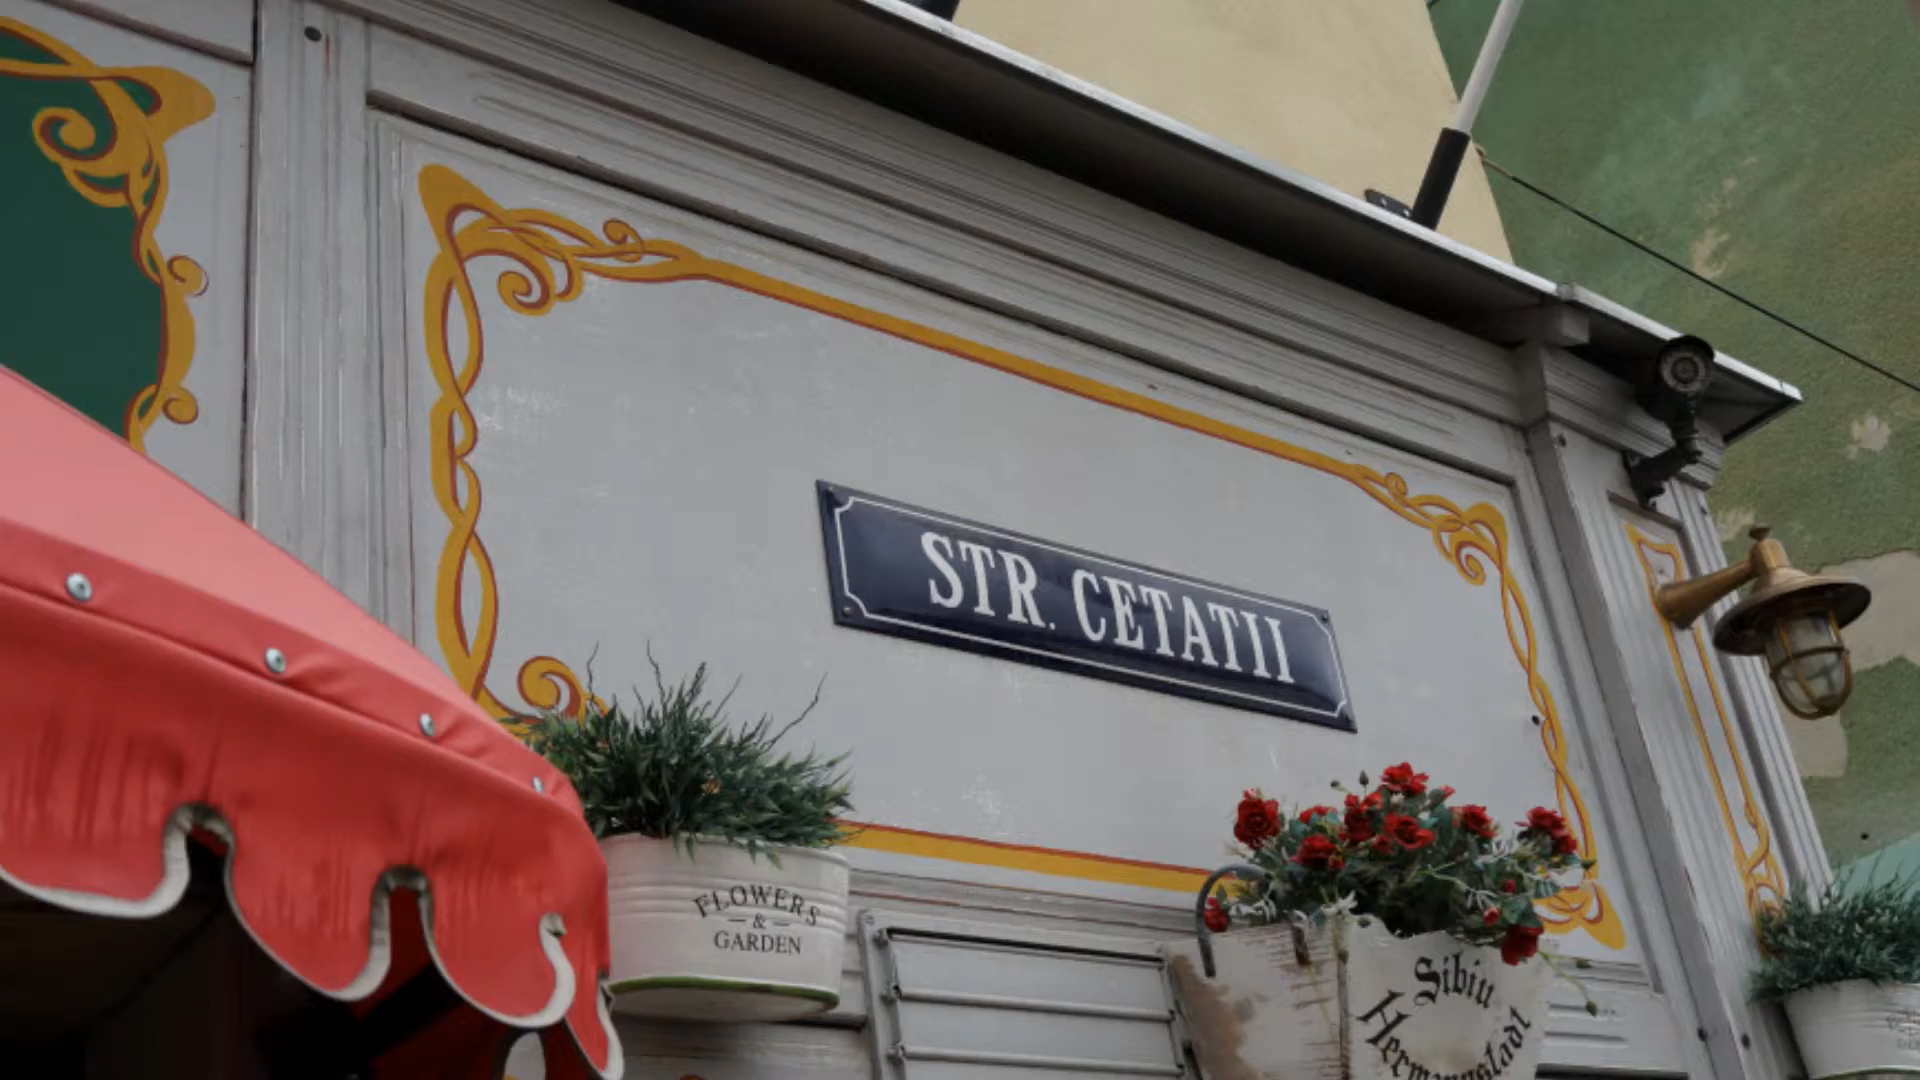 STR. CETATII
FLOWERS
&
GARDEN
Sibiu
Hermannstadt